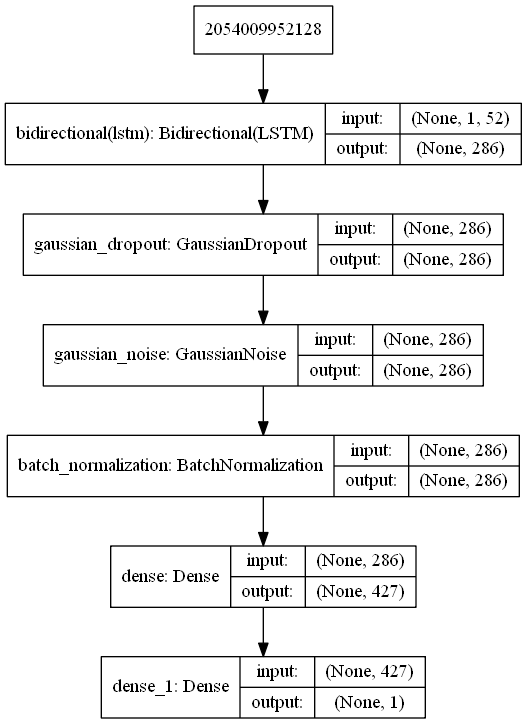 2054009952128
bidirectional(lstm): Bidirectional(LSTM)
input: (None, 1, 52)
output: (None, 286)
gaussian_dropout: GaussianDropout
input: (None, 286)
output: (None, 286)
gaussian_noise: GaussianNoise
input: (None, 286)
output: (None, 286)
batch_normalization: BatchNormalization
input: (None, 286)
output: (None, 286)
dense: Dense
input: (None, 286)
output: (None, 427)
dense_1: Dense
input: (None, 427)
output: (None, 1)